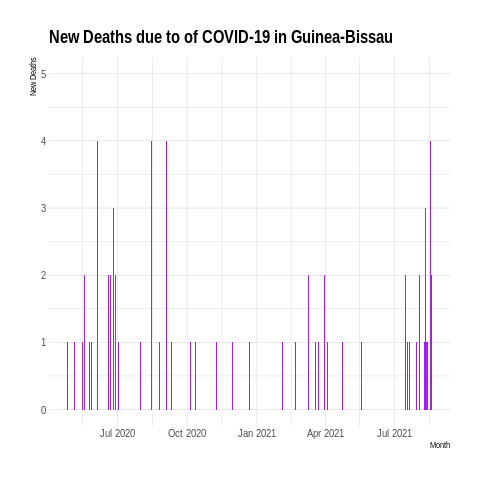 New Deaths due to of COVID-19 in Guinea-Bissau
New Deaths
5
4
3
2
1
0
Jul 2020 Oct 2020 Jan 2021 Apr 2021 Jul 2021
Month